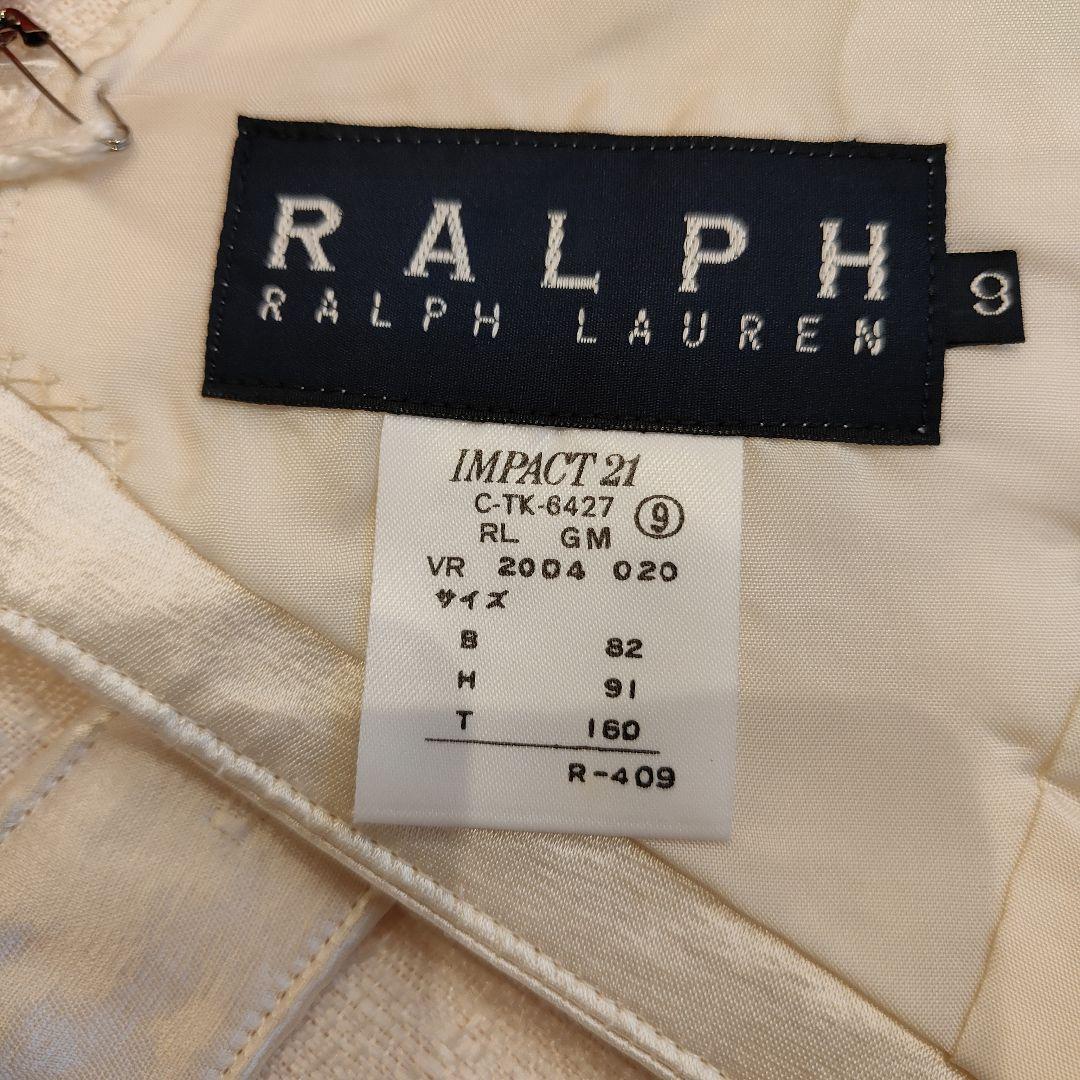 RALPH
RALPH LAUREN
9
IMPACT 21
C-TK-6427 ⑨
RL GM
VR 2004 020
サイズ
B 82
H 91
T 160
R-409